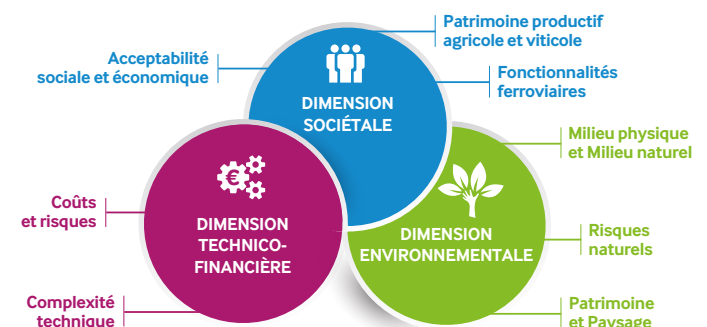 Patrimoine productif
agricole et viticole
Acceptabilité
sociale et économique
Fonctionnalités
ferroviaires
DIMENSION
SOCIÉTALE
Milieu physique
et Milieu naturel
€
Coûts
et risques
DIMENSION
TECHNICO-
FINANCIÈRE
DIMENSION
ENVIRONNEMENTALE
Risques
naturels
Complexité
technique
Patrimoine
et Paysage